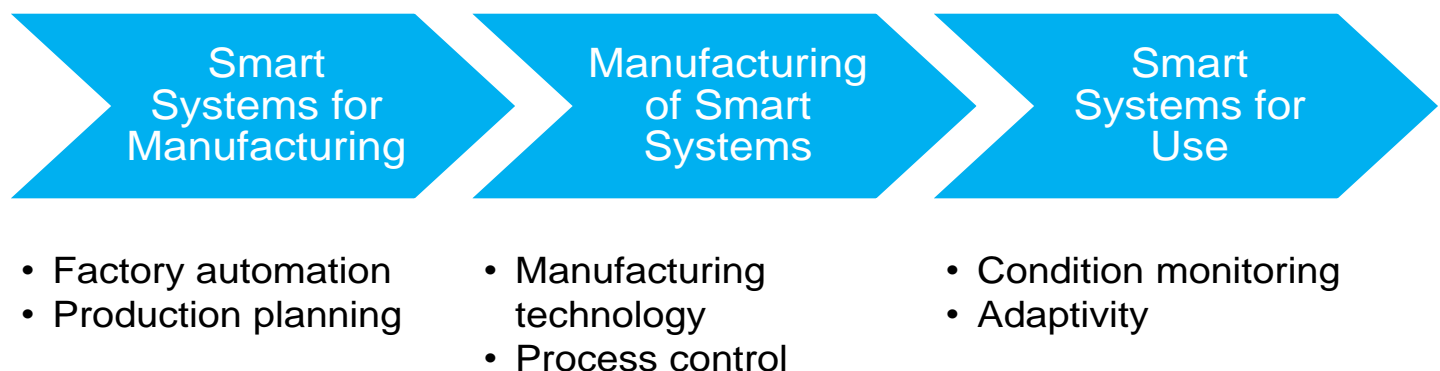 Smart
Systems for
Manufacturing
Manufacturing
of Smart
Systems
Smart
Systems for
Use
• Factory automation
• Production planning
• Manufacturing
technology
• Process control
• Condition monitoring
• Adaptivity